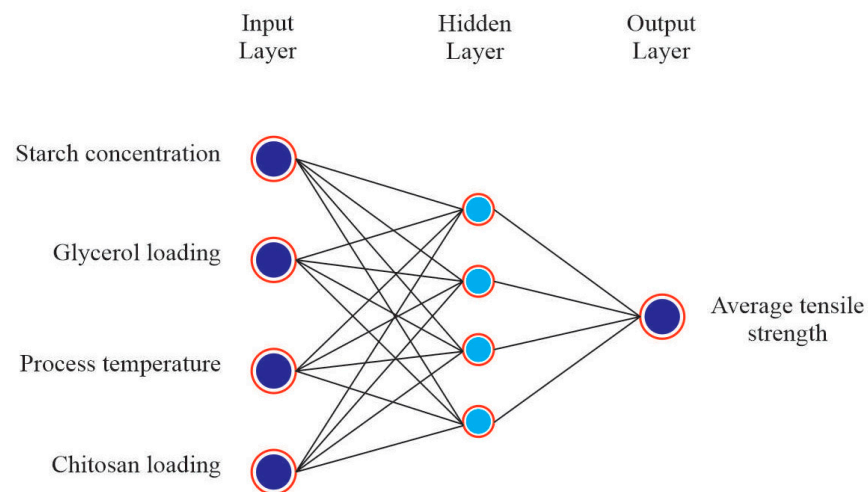 Input
Layer
Hidden
Layer
Output
Layer
Starch concentration
Glycerol loading
Process temperature
Chitosan loading
Average tensile
strength